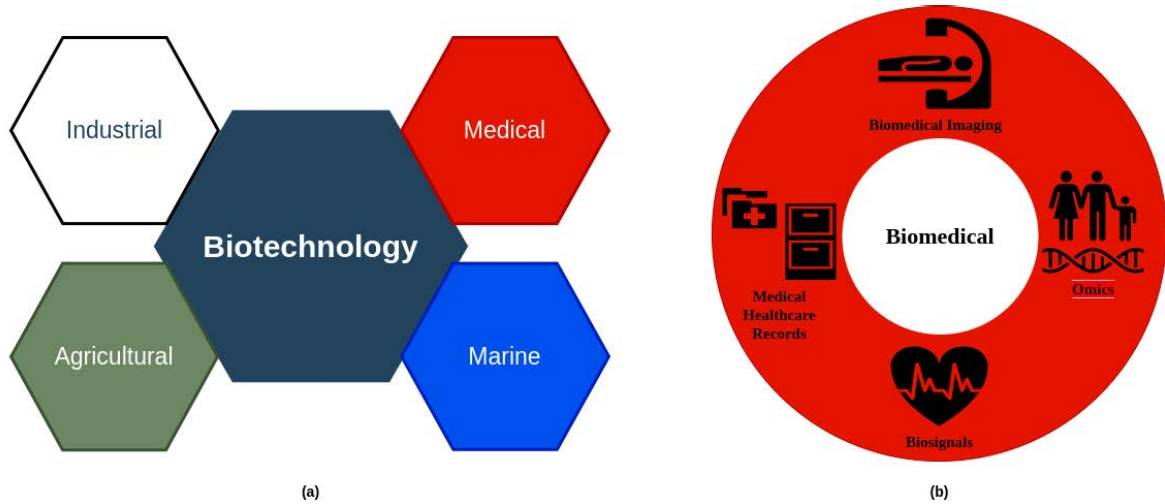 Industrial
Medical
Biotechnology
Agricultural
Marine
(a)
Biomedical Imaging
Biomedical
Medical
Healthcare
Records
Omics
Biosignals
(b)